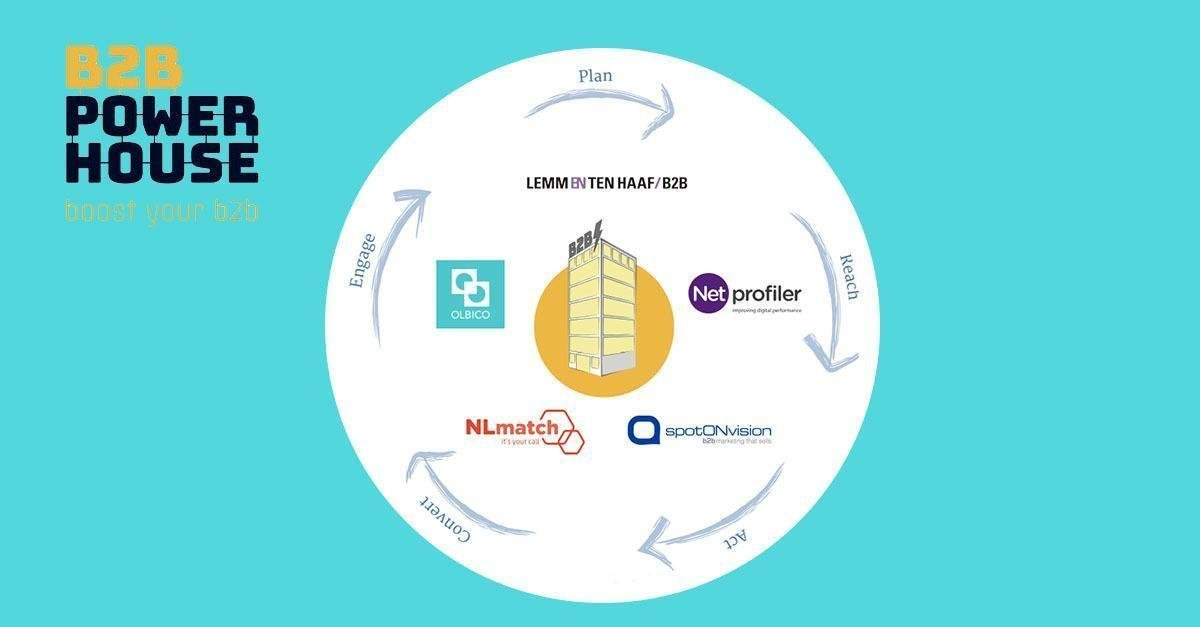 B2B
POWER
HOUSE
boost your b2b
Plan
LEMM EN TEN HAAF/B2B
Reach
Engage
B2B
OLBICO
Net profiler
improving digital performance
NLmatch
it's your call
spotONvision
b2b marketing that sells
Convert
Act